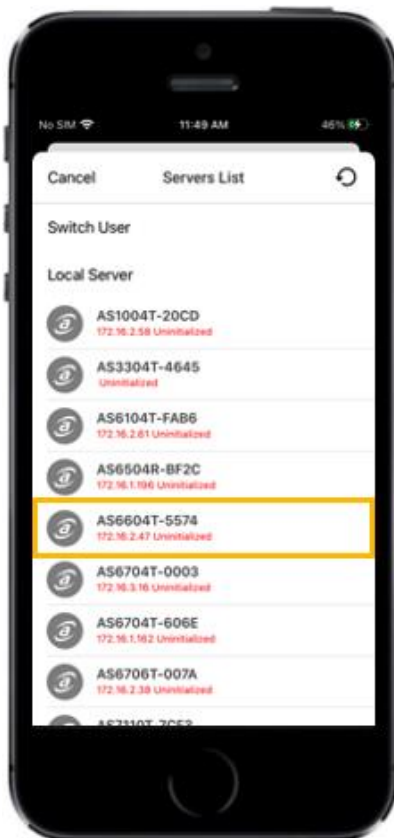 No SIM 11:49 AM 46%
Cancel Servers List
Switch User
Local Server
AS1004T-20CD
172.16.2.58 Uninitialized
AS3304T-4645
Uninitialized
AS6104T-FAB6
172.16.2.61 Uninitialized
AS6504R-BF2C
172.16.1.196 Uninitialized
AS6604T-5574
172.16.2.47 Uninitialized
AS6704T-0003
172.16.3.16 Uninitialized
AS6704T-606E
172.16.1.162 Uninitialized
AS6706T-007A
172.16.2.38 Uninitialized